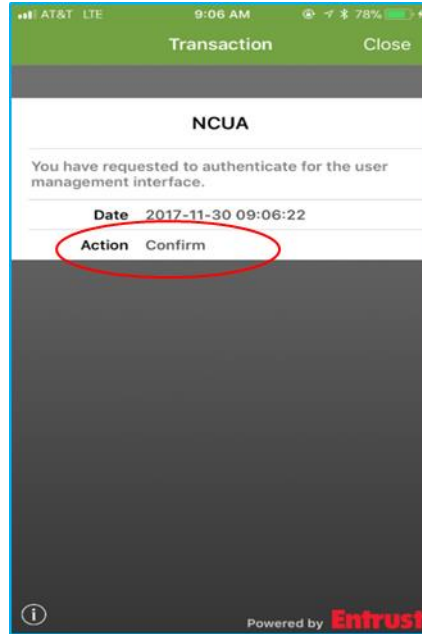 AT&T LTE 9:06 AM 78%
Transaction Close
NCUA
You have requested to authenticate for the user
management interface.
Date 2017-11-30 09:06:22
Action Confirm
Powered by Entrust